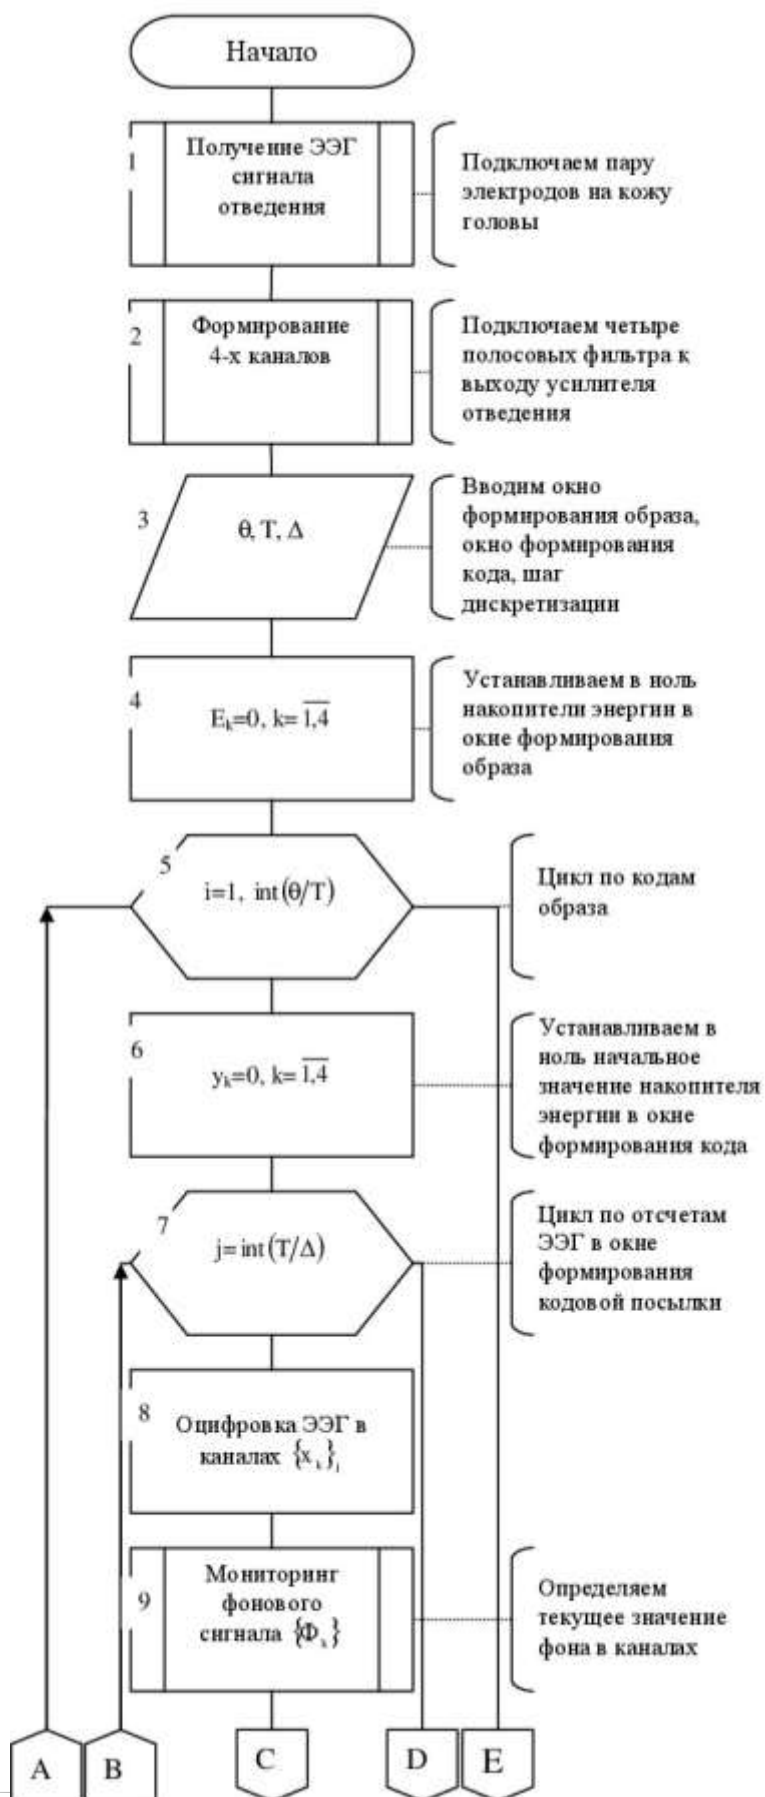 Начало
1
Получение ЭЭГ
сигнала
отведения
Подключаем пару
электродов на кожу
головы
2
Формирование
4-х каналов
Подключаем четыре
полосовых фильтра к
выходу усилителя
отведения
3
θ, T, Δ
Вводим окно
формирования образа,
окно формирования
кода, шаг
дискретизации
4
Eₖ=0, k= 1,4
Устанавливаем в ноль
накопители энергии в
окне формирования
образа
5
i=1, int(θ/T)
Цикл по кодам
образа
6
yₖ=0, k= 1,4
Устанавливаем в
ноль начальное
значение накопителя
энергии в окне
формирования кода
7
j=int(T/Δ)
Цикл по отсчетам
ЭЭГ в окне
формирования
кодовой посылки
8
Оцифровка ЭЭГ в
каналах {xₖ}ⱼ
9
Мониторинг
фонового
сигнала {Фₖ}
Определяем
текущее значение
фона в каналах
A B C D E